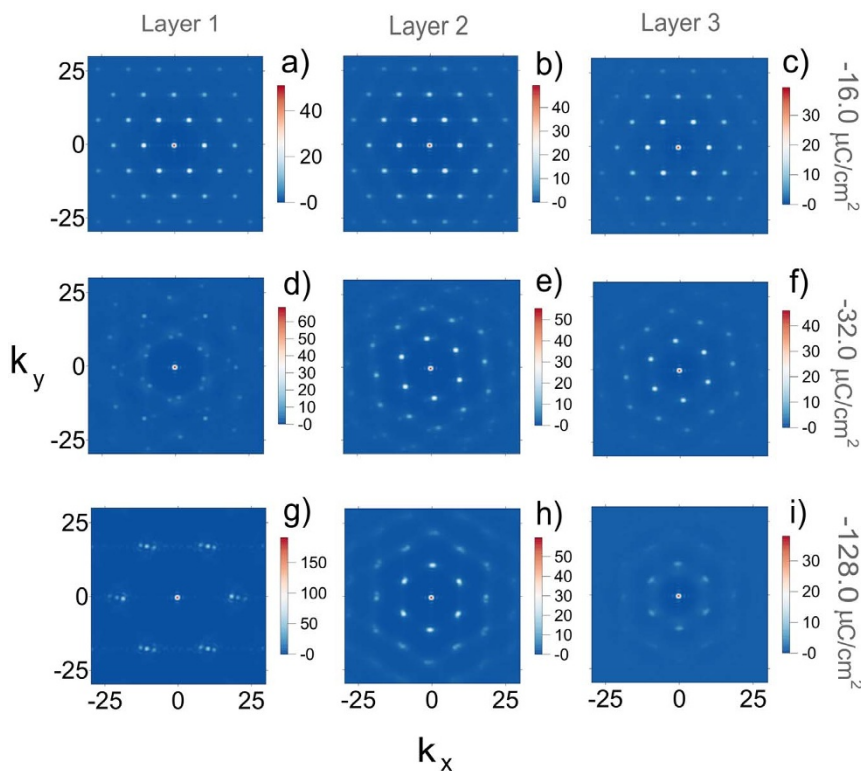 Layer 1 Layer 2 Layer 3
a) b) c)
25 0 -25
40 20 -0
40 30 20 10 -0
30 20 10 -0
-16.0 μC/cm²
d) e) f)
25 0 -25
60 50 40 30 20 10 -0
50 40 30 20 10 -0
40 30 20 10 -0
-32.0 μC/cm²
k y
g) h) i)
25 0 -25
150 100 50 -0
50 40 30 20 10 -0
30 20 10 -0
-128.0 μC/cm²
-25 0 25 -25 0 25 -25 0 25
k x